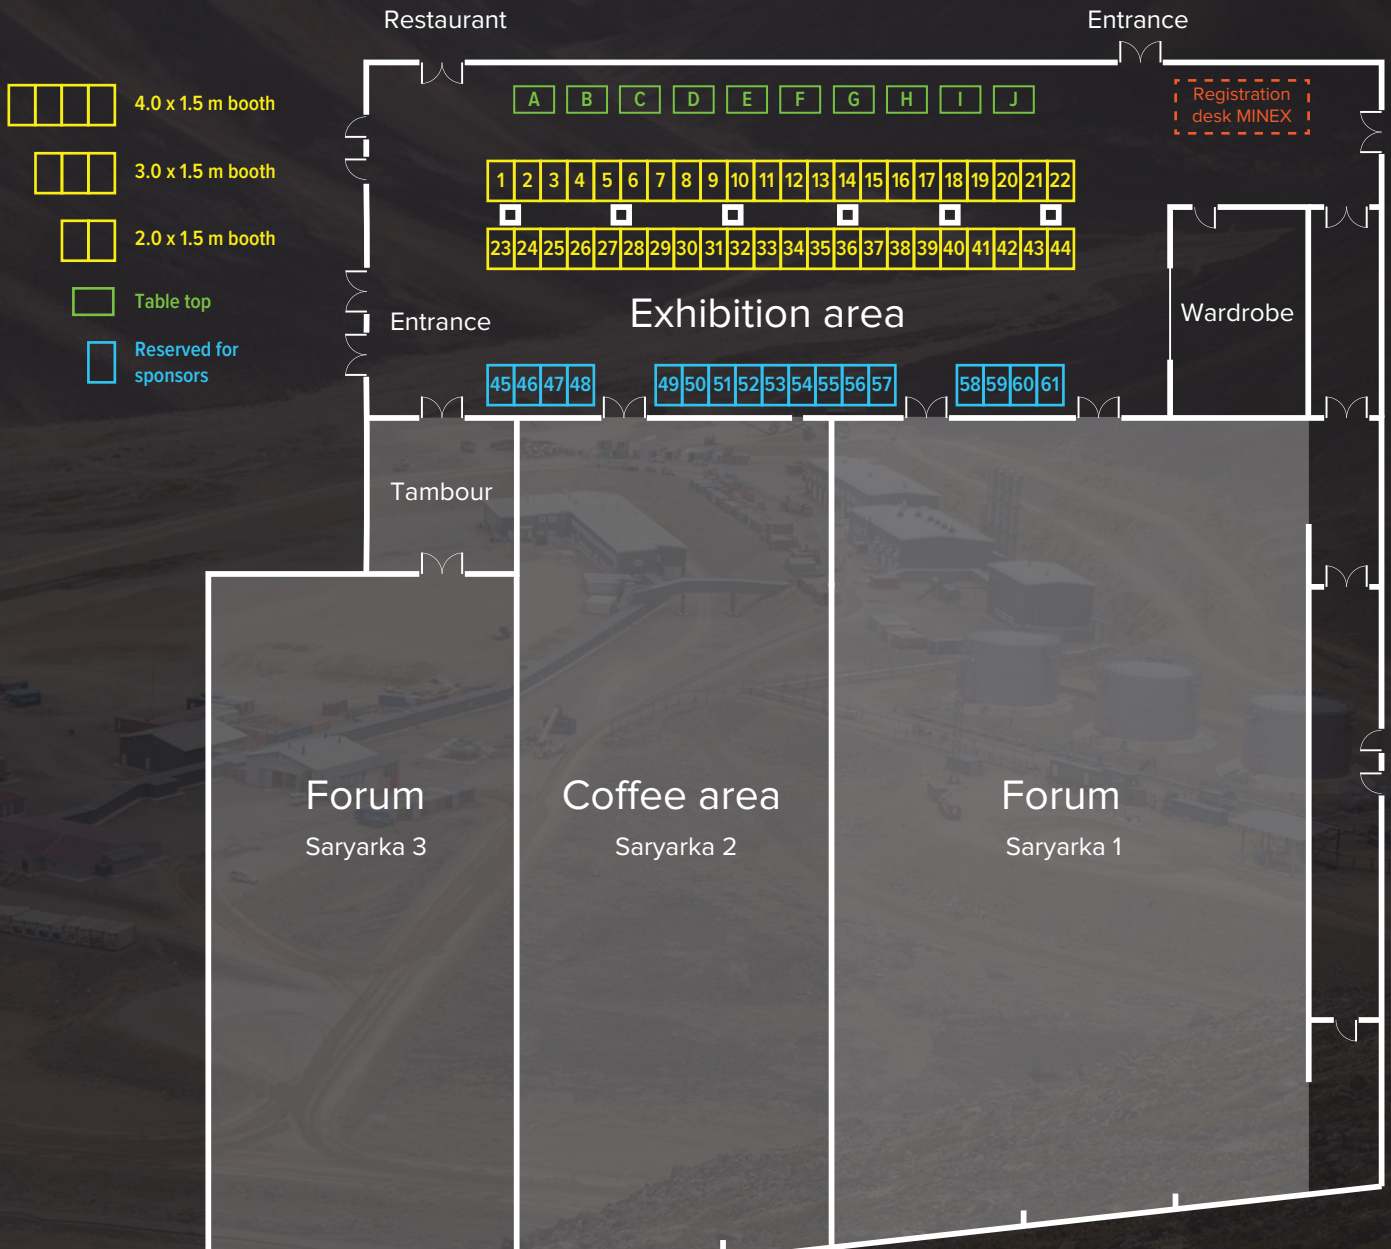 Restaurant
Entrance
4.0 x 1.5 m booth
3.0 x 1.5 m booth
2.0 x 1.5 m booth
Table top
Reserved for
sponsors
A B C D E F G H I J
Registration
desk MINEX
1 2 3 4 5 6 7 8 9 10 11 12 13 14 15 16 17 18 19 20 21 22
23 24 25 26 27 28 29 30 31 32 33 34 35 36 37 38 39 40 41 42 43 44
Entrance
Exhibition area
Wardrobe
45 46 47 48 49 50 51 52 53 54 55 56 57 58 59 60 61
Tambour
Forum
Saryarka 3
Coffee area
Saryarka 2
Forum
Saryarka 1